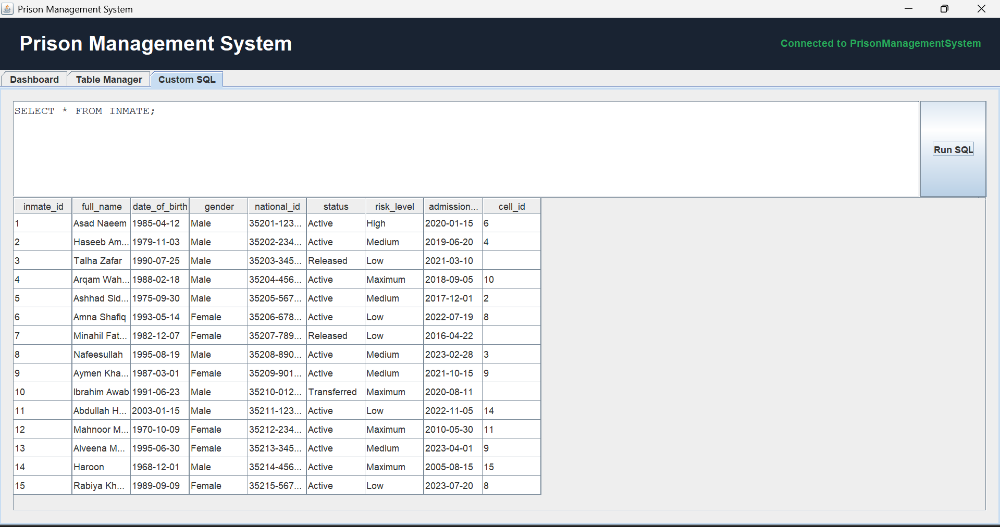 Prison Management System
Prison Management System
Connected to PrisonManagementSystem
Dashboard Table Manager Custom SQL
SELECT * FROM INMATE;
Run SQL
inmate_id full_name date_of_birth gender national_id status risk_level admission... cell_id
1 Asad Naeem 1985-04-12 Male 35201-123... Active High 2020-01-15 6
2 Haseeb Am... 1979-11-03 Male 35202-234... Active Medium 2019-06-20 4
3 Talha Zafar 1990-07-25 Male 35203-345... Released Low 2021-03-10
4 Arqam Wah... 1988-02-18 Male 35204-456... Active Maximum 2018-09-05 10
5 Ashhad Sid... 1975-09-30 Male 35205-567... Active Medium 2017-12-01 2
6 Amna Shafiq 1993-05-14 Female 35206-678... Active Low 2022-07-19 8
7 Minahil Fat... 1982-12-07 Female 35207-789... Released Low 2016-04-22
8 Nafeesullah 1995-08-19 Male 35208-890... Active Medium 2023-02-28 3
9 Aymen Kha... 1987-03-01 Female 35209-901... Active Medium 2021-10-15 9
10 Ibrahim Awab 1991-06-23 Male 35210-012... Transferred Maximum 2020-08-11
11 Abdullah H... 2003-01-15 Male 35211-123... Active Low 2022-11-05 14
12 Mahnoor M... 1970-10-09 Female 35212-234... Active Maximum 2010-05-30 11
13 Alveena M... 1995-06-30 Female 35213-345... Active Medium 2023-04-01 9
14 Haroon 1968-12-01 Male 35214-456... Active Maximum 2005-08-15 15
15 Rabiya Kh... 1989-09-09 Female 35215-567... Active Low 2023-07-20 8